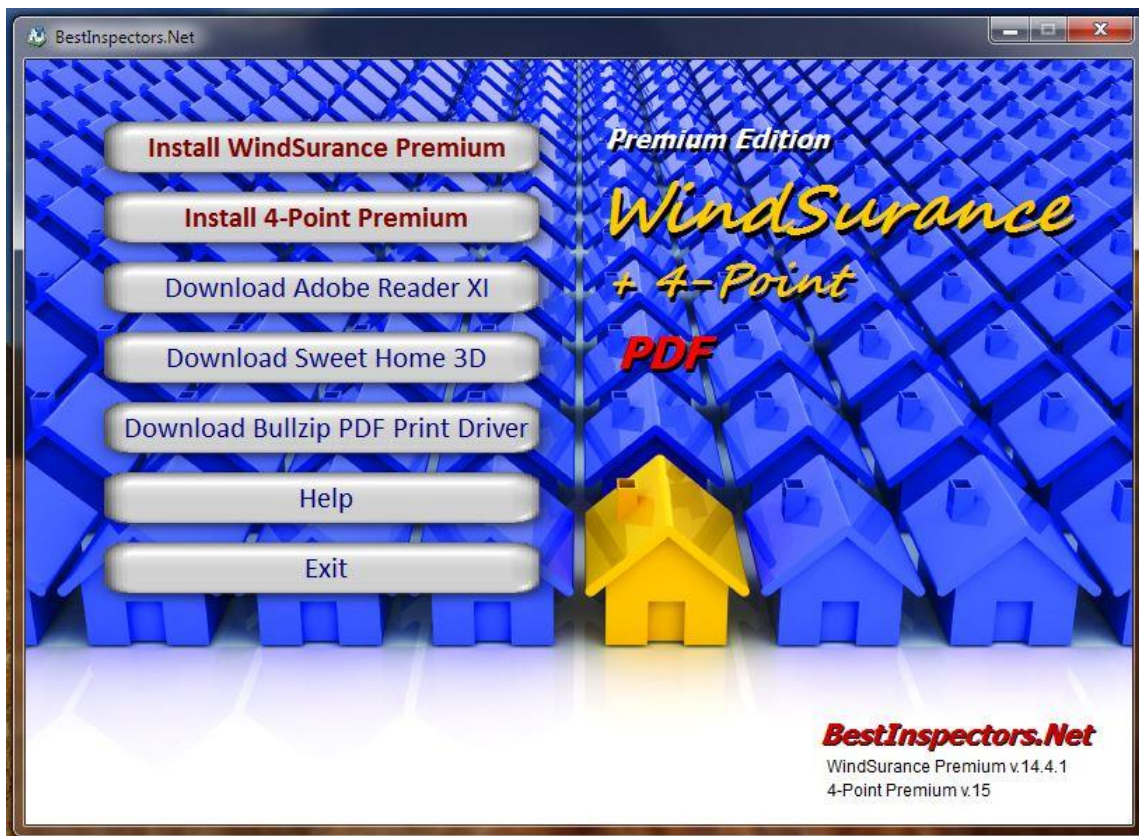 BestInspectors.Net
Install WindSurance Premium
Install 4-Point Premium
Download Adobe Reader XI
Download Sweet Home 3D
Download Bullzip PDF Print Driver
Help
Exit
Premium Edition
WindSurance
+ 4-Point
PDF
BestInspectors.Net
WindSurance Premium v.14.4.1
4-Point Premium v.15